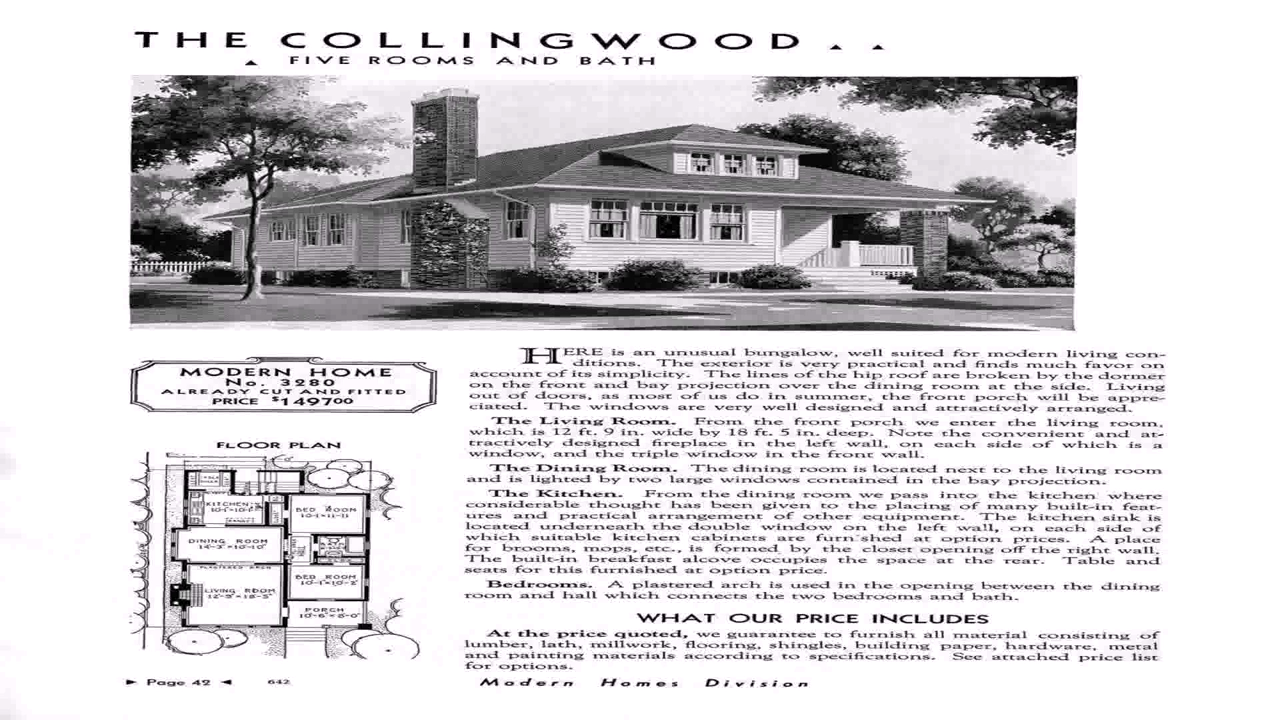 THE COLLINGWOOD
FIVE ROOMS AND BATH
MODERN HOME
No. 3280
ALREADY CUT AND FITTED
PRICE $1497.00
FLOOR PLAN
KITCHEN
10'-1"×10'-1"
BED ROOM
10'-1"×11'-11"
DINING ROOM
14'-3"×10'-10"
PLASTERED ARCH
BED ROOM
10'-1"×10'-2"
LIVING ROOM
12'-9"×18'-5"
PORCH
10'-6"×8'-0"
HERE is an unusual bungalow, well suited for modern living con-
ditions. The exterior is very practical and finds much favor on
account of its simplicity. The lines of the hip roof are broken by the dormer
on the front and bay projection over the dining room at the side. Living
out of doors, as most of us do in summer, the front porch will be appre-
ciated. The windows are very well designed and attractively arranged.
The Living Room. From the front porch we enter the living room,
which is 12 ft. 9 in. wide by 18 ft. 5 in. deep. Note the convenient and at-
tractively designed fireplace in the left wall, on each side of which is a
window, and the triple window in the front wall.
The Dining Room. The dining room is located next to the living room
and is lighted by two large windows contained in the bay projection.
The Kitchen. From the dining room we pass into the kitchen where
considerable thought has been given to the placing of many built-in feat-
ures and practical arrangement of other equipment. The kitchen sink is
located underneath the double window on the left wall, on each side of
which suitable kitchen cabinets are furnished at option prices. A place
for brooms, mops, etc., is formed by the closet opening off the right wall.
The built-in breakfast alcove occupies the space at the rear. Table and
seats for this furnished at option price.
Bedrooms. A plastered arch is used in the opening between the dining
room and hall which connects the two bedrooms and bath.
WHAT OUR PRICE INCLUDES
At the price quoted, we guarantee to furnish all material consisting of
lumber, lath, millwork, flooring, shingles, building paper, hardware, metal
and painting materials according to specifications. See attached price list
for options.
► Page 42 ◄ 642
Modern Homes Division